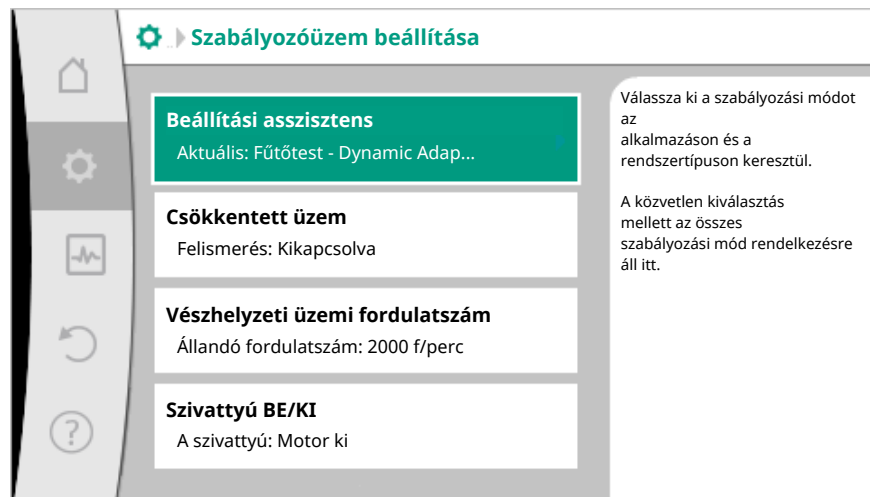 Szabályozóüzem beállítása
Beállítási asszisztens
Aktuális: Fűtőtest - Dynamic Adap...
Csökkentett üzem
Felismerés: Kikapcsolva
Vészhelyzeti üzemi fordulatszám
Állandó fordulatszám: 2000 f/perc
Szivattyú BE/KI
A szivattyú: Motor ki
Válassza ki a szabályozási módot
az
alkalmazáson és a
rendszertípuson keresztül.
A közvetlen kiválasztás
mellett az összes
szabályozási mód rendelkezésre
áll itt.